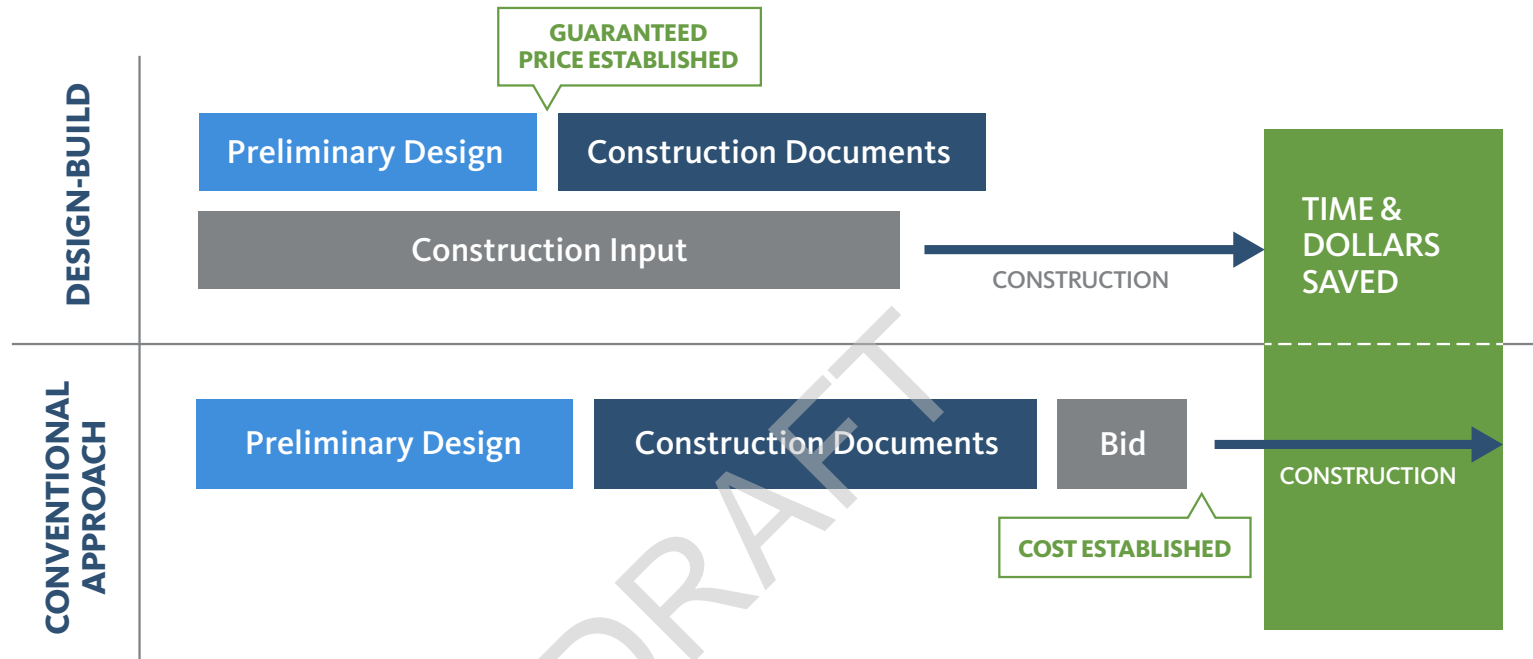 DESIGN-BUILD
GUARANTEED
PRICE ESTABLISHED
Preliminary Design
Construction Documents
Construction Input
CONSTRUCTION
TIME &
DOLLARS
SAVED
CONVENTIONAL
APPROACH
Preliminary Design
Construction Documents
Bid
CONSTRUCTION
COST ESTABLISHED
DRAFT